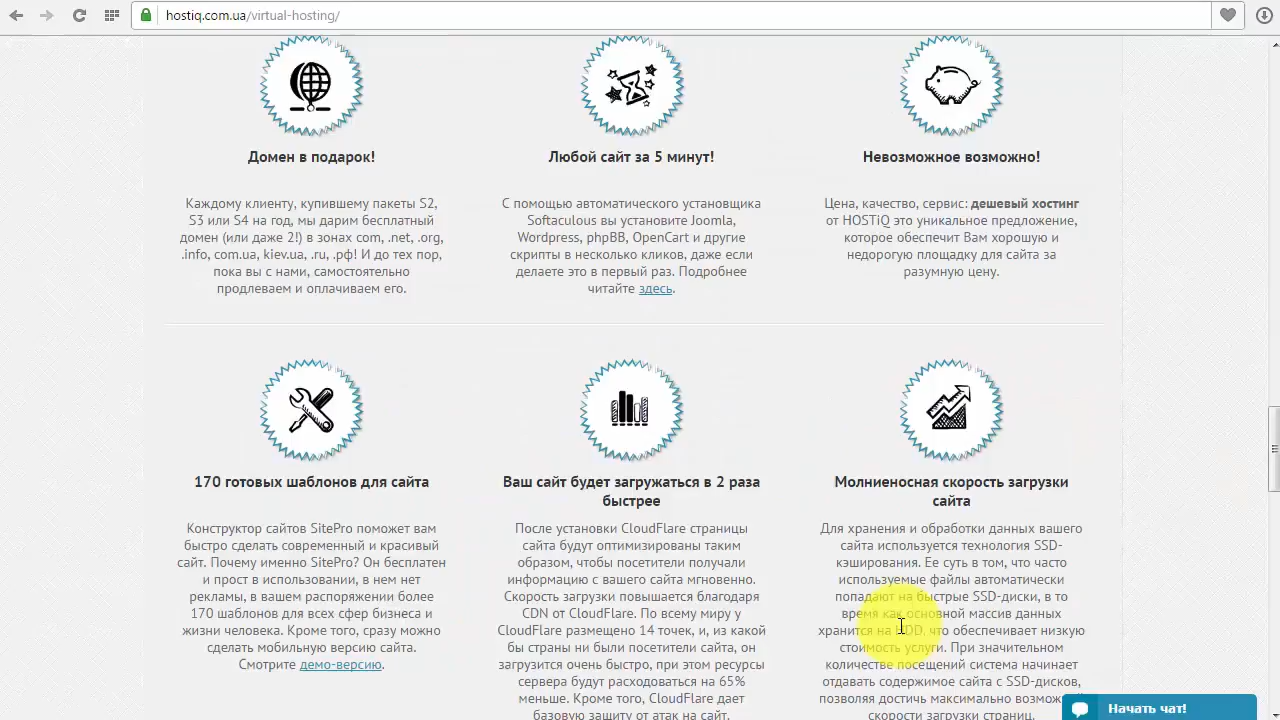 hostiq.com.ua/virtual-hosting/
Домен в подарок!
Каждому клиенту, купившему пакеты S2,
S3 или S4 на год, мы дарим бесплатный
домен (или даже 2!) в зонах com, .net, .org,
.info, com.ua, kiev.ua, .ru, .рф! И до тех пор,
пока вы с нами, самостоятельно
продлеваем и оплачиваем его.
Любой сайт за 5 минут!
С помощью автоматического установщика
Softaculous вы установите Joomla,
Wordpress, phpBB, OpenCart и другие
скрипты в несколько кликов, даже если
делаете это в первый раз. Подробнее
читайте здесь.
Невозможное возможно!
Цена, качество, сервис: дешевый хостинг
от HOSTiQ это уникальное предложение,
которое обеспечит Вам хорошую и
недорогую площадку для сайта за
разумную цену.
170 готовых шаблонов для сайта
Конструктор сайтов SitePro поможет вам
быстро сделать современный и красивый
сайт. Почему именно SitePro? Он бесплатен
и прост в использовании, в нем нет
рекламы, в вашем распоряжении более
170 шаблонов для всех сфер бизнеса и
жизни человека. Кроме того, сразу можно
сделать мобильную версию сайта.
Смотрите демо-версию.
Ваш сайт будет загружаться в 2 раза
быстрее
После установки CloudFlare страницы
сайта будут оптимизированы таким
образом, чтобы посетители получали
информацию с вашего сайта мгновенно.
Скорость загрузки повышается благодаря
CDN от CloudFlare. По всему миру у
CloudFlare размещено 14 точек, и, из какой
бы страны ни были посетители сайта, он
загрузится очень быстро, при этом ресурсы
сервера будут расходоваться на 65%
меньше. Кроме того, CloudFlare дает
базовую защиту от атак на сайт.
Молниеносная скорость загрузки
сайта
Для хранения и обработки данных вашего
сайта используется технология SSD-
кэширования. Ее суть в том, что часто
используемые файлы автоматически
попадают на быстрые SSD-диски, в то
время как основной массив данных
хранится на HDD, что обеспечивает низкую
стоимость услуги. При значительном
количестве посещений система начинает
отдавать содержимое сайта с SSD-дисков,
позволяя достичь максимально
скорости загрузки страниц.
Начать чат!